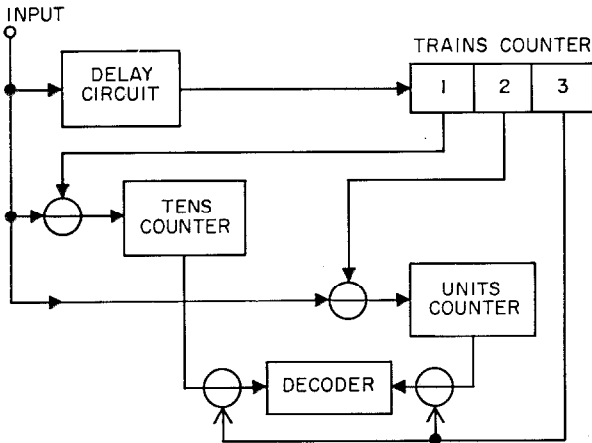 INPUT
TRAINS COUNTER
DELAY
CIRCUIT
1 2 3
TENS
COUNTER
UNITS
COUNTER
DECODER